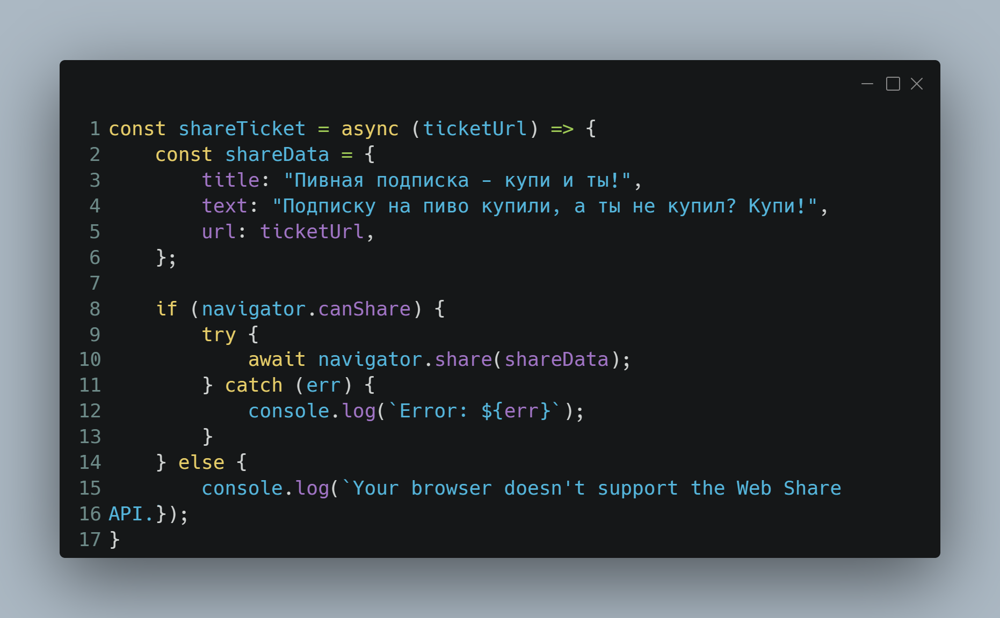 1 const shareTicket = async (ticketUrl) => {
2     const shareData = {
3         title: "Пивная подписка - купи и ты!",
4         text: "Подписку на пиво купили, а ты не купил? Купи!",
5         url: ticketUrl,
6     };
7
8     if (navigator.canShare) {
9         try {
10             await navigator.share(shareData);
11         } catch (err) {
12             console.log(`Error: ${err}`);
13         }
14     } else {
15         console.log(`Your browser doesn't support the Web Share
16 API.});
17 }